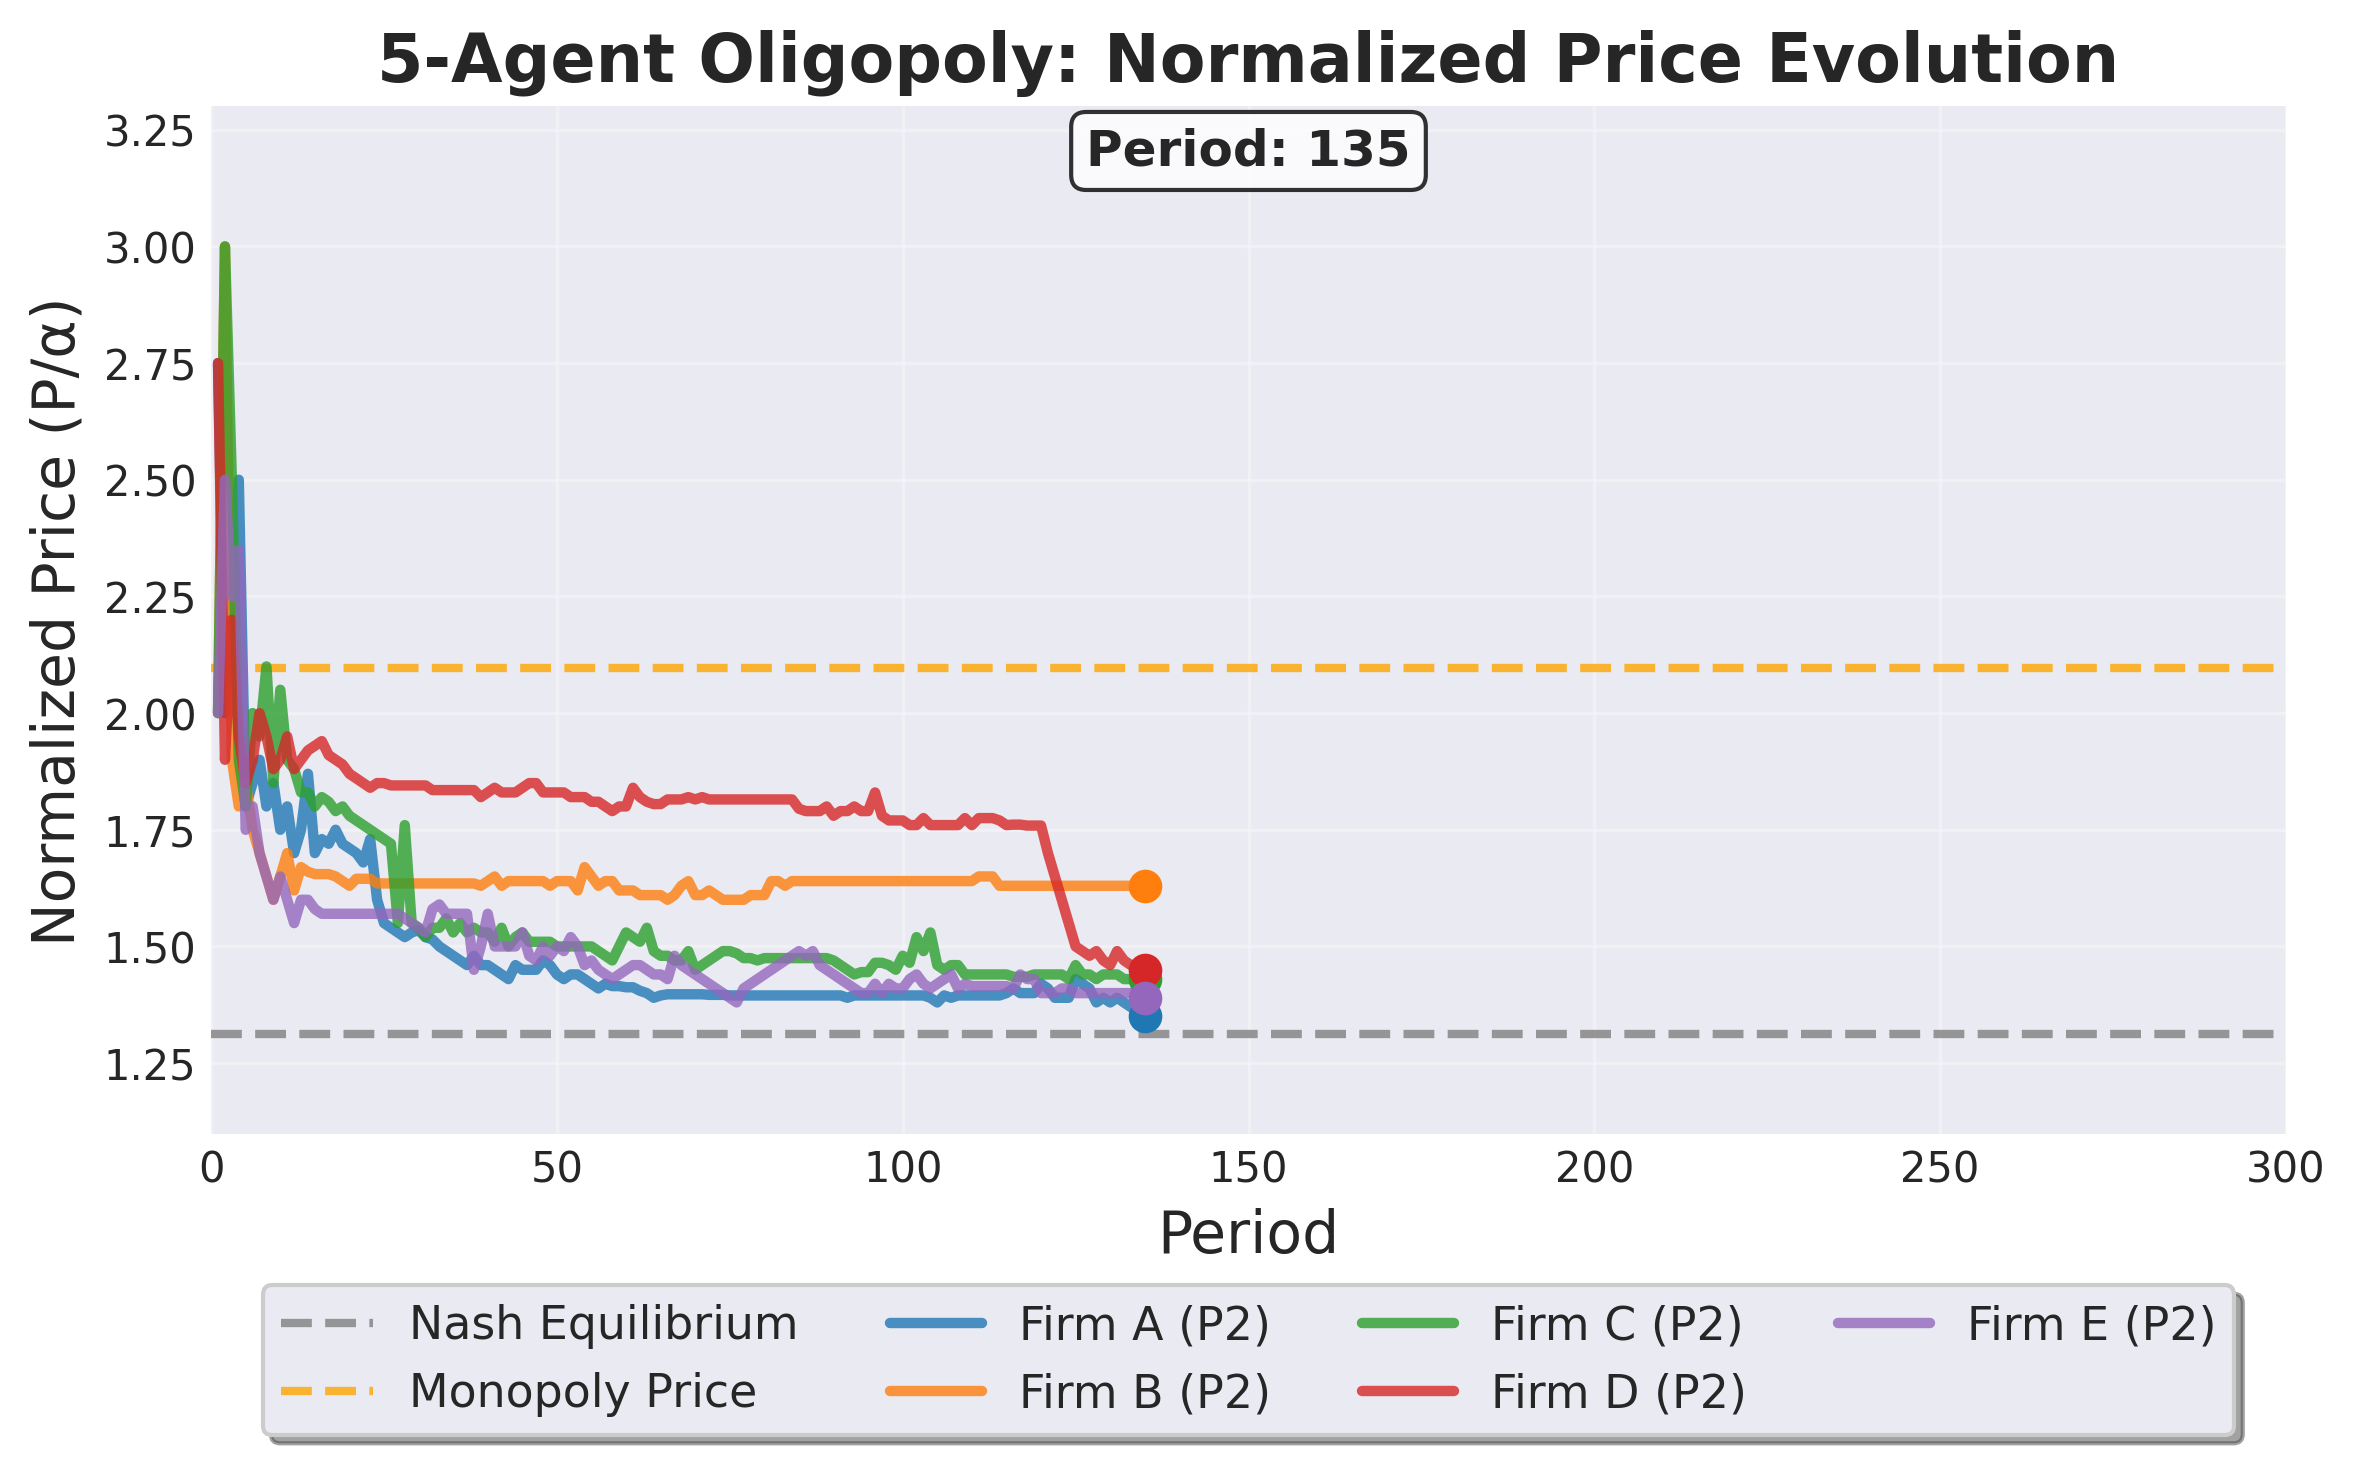 5-Agent Oligopoly: Normalized Price Evolution
Period: 135
Normalized Price (P/α)
3.25
3.00
2.75
2.50
2.25
2.00
1.75
1.50
1.25
0 50 100 150 200 250 300
Period
Nash Equilibrium Firm A (P2) Firm C (P2) Firm E (P2)
Monopoly Price Firm B (P2) Firm D (P2)